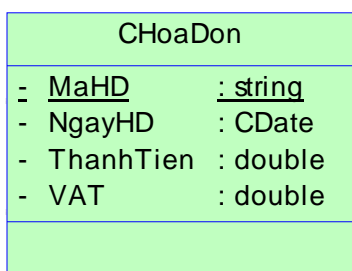 CHoaDon
- MaHD : string
- NgayHD : CDate
- ThanhTien : double
- VAT : double